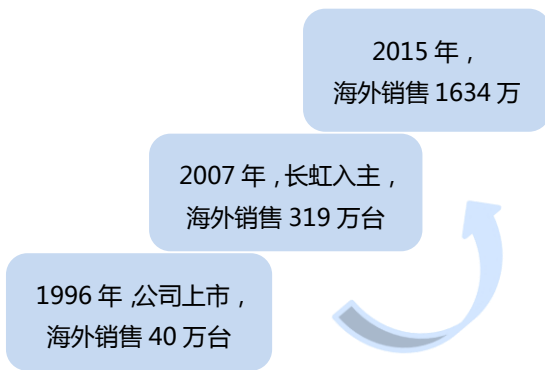 2015 年，
海外销售 1634 万
2007 年，长虹入主，
海外销售 319 万台
1996 年,公司上市，
海外销售 40 万台